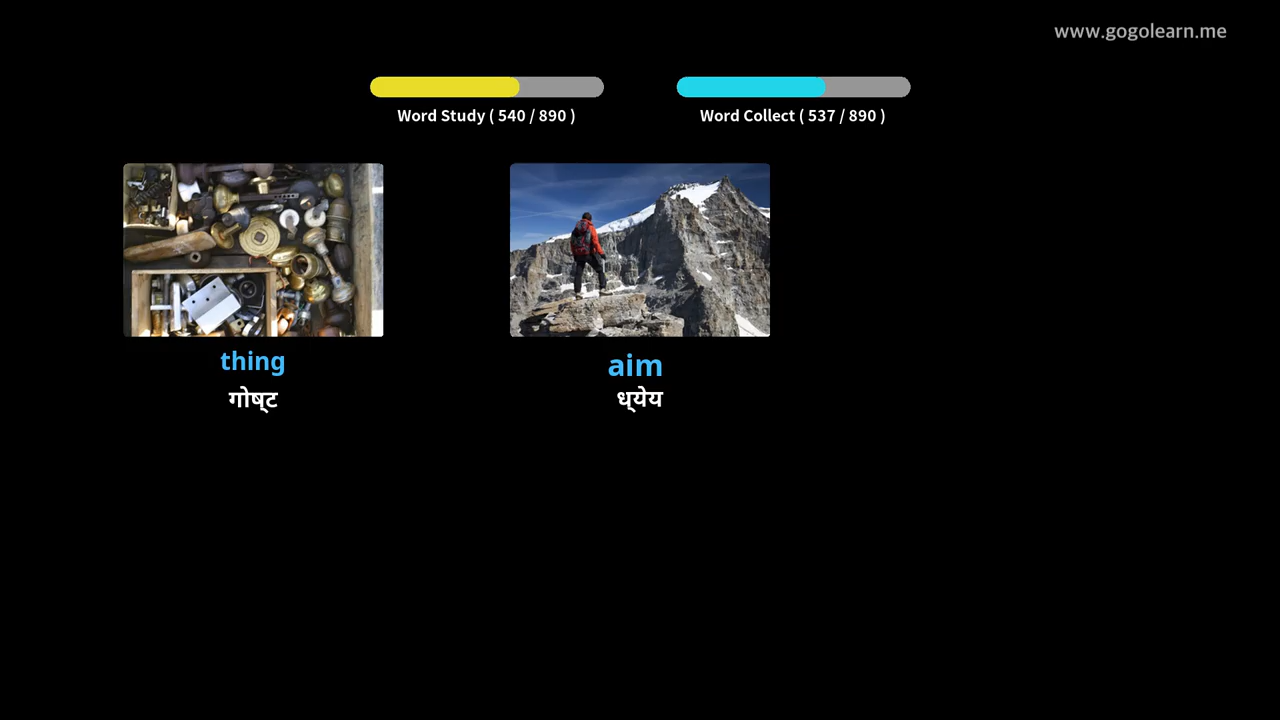 www.gogolearn.me
Word Study ( 540 / 890 )
Word Collect ( 537 / 890 )
thing
गोष्ट
aim
ध्येय